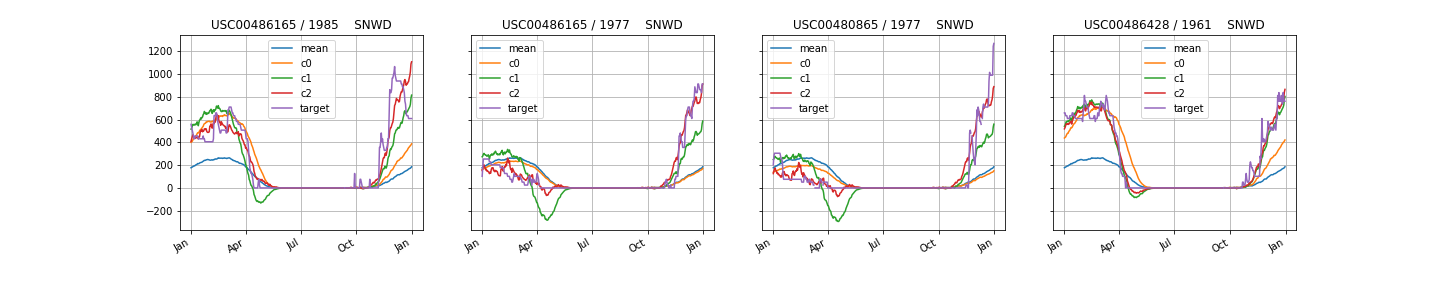 USC00486165 / 1985 SNWD
USC00486165 / 1977 SNWD
USC00480865 / 1977 SNWD
USC00486428 / 1961 SNWD
1200
1000
800
600
400
200
0
−200
mean
c0
c1
c2
target
Jan
Apr
Jul
Oct
Jan
mean
c0
c1
c2
target
Jan
Apr
Jul
Oct
Jan
mean
c0
c1
c2
target
Jan
Apr
Jul
Oct
Jan
mean
c0
c1
c2
target
Jan
Apr
Jul
Oct
Jan